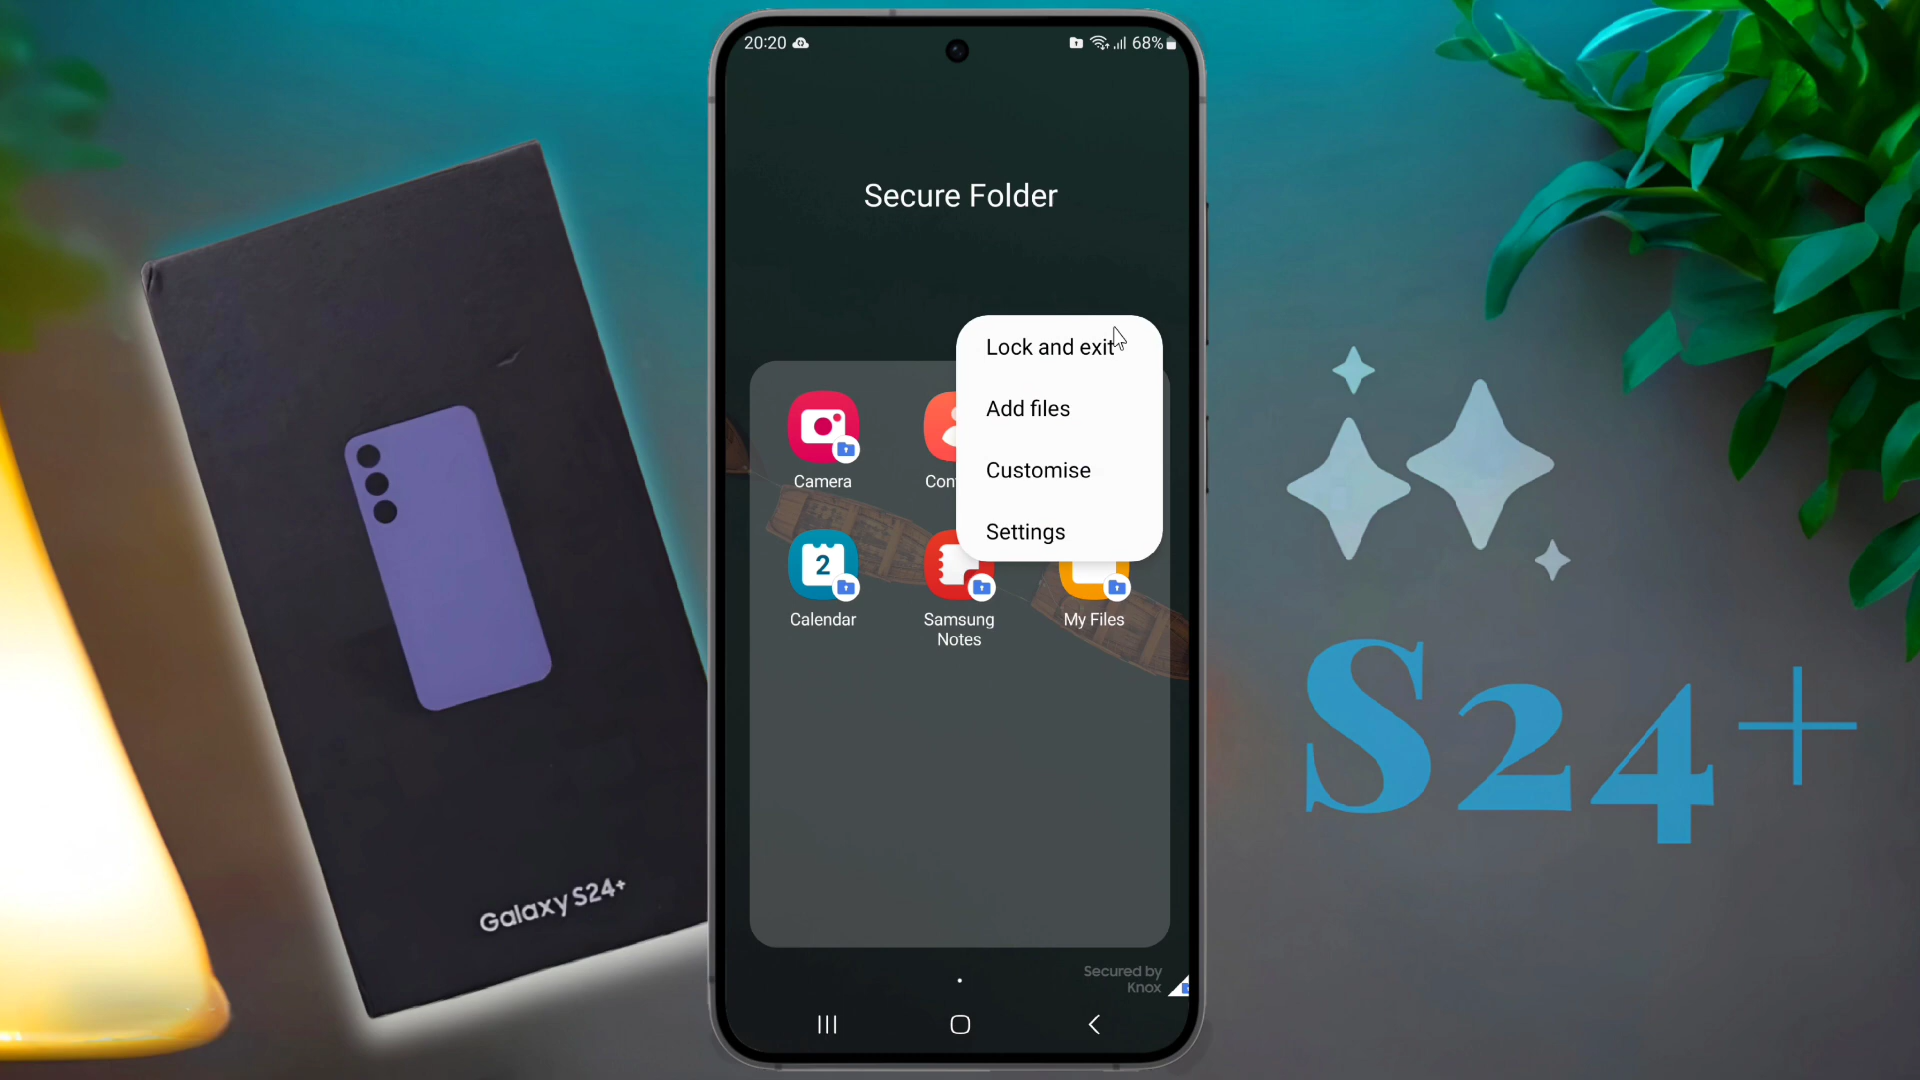 20:20
68%
Secure Folder
Lock and exit
Add files
Customise
Settings
Camera
Con
2
Calendar
Samsung
Notes
My Files
Secured by
Knox
Galaxy S24+
S24+